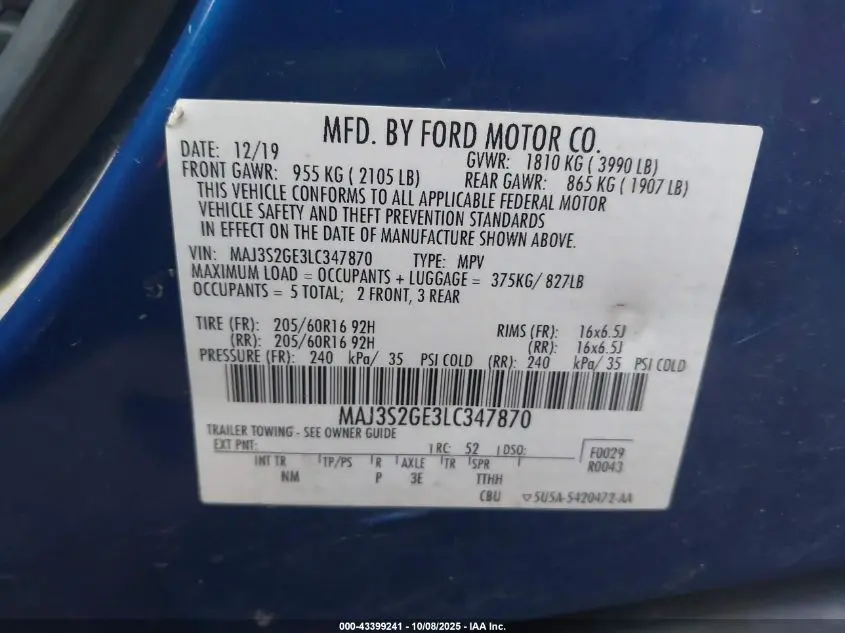 MFD. BY FORD MOTOR CO.
DATE: 12/19
GVWR: 1810 KG ( 3990 LB)
FRONT GAWR: 955 KG ( 2105 LB)
REAR GAWR: 865 KG ( 1907 LB)
THIS VEHICLE CONFORMS TO ALL APPLICABLE FEDERAL MOTOR
VEHICLE SAFETY AND THEFT PREVENTION STANDARDS
IN EFFECT ON THE DATE OF MANUFACTURE SHOWN ABOVE.
VIN: MAJ3S2GE3LC347870 TYPE: MPV
MAXIMUM LOAD = OCCUPANTS + LUGGAGE = 375KG/ 827LB
OCCUPANTS = 5 TOTAL; 2 FRONT, 3 REAR
TIRE (FR): 205/60R16 92H RIMS (FR): 16x6.5J
(RR): 205/60R16 92H (RR): 16x6.5J
PRESSURE (FR): 240 kPa/ 35 PSI COLD (RR): 240 kPa/ 35 PSI COLD
MAJ3S2GE3LC347870
TRAILER TOWING - SEE OWNER GUIDE
EXT PNT: RC: 52 DSO: F0029
R0043
INT TR TP/PS R AXLE TR SPR
NM P 3E TTHH
CBU 5U5A-5420472-AA
000-43399241 - 10/08/2025 - IAA Inc.